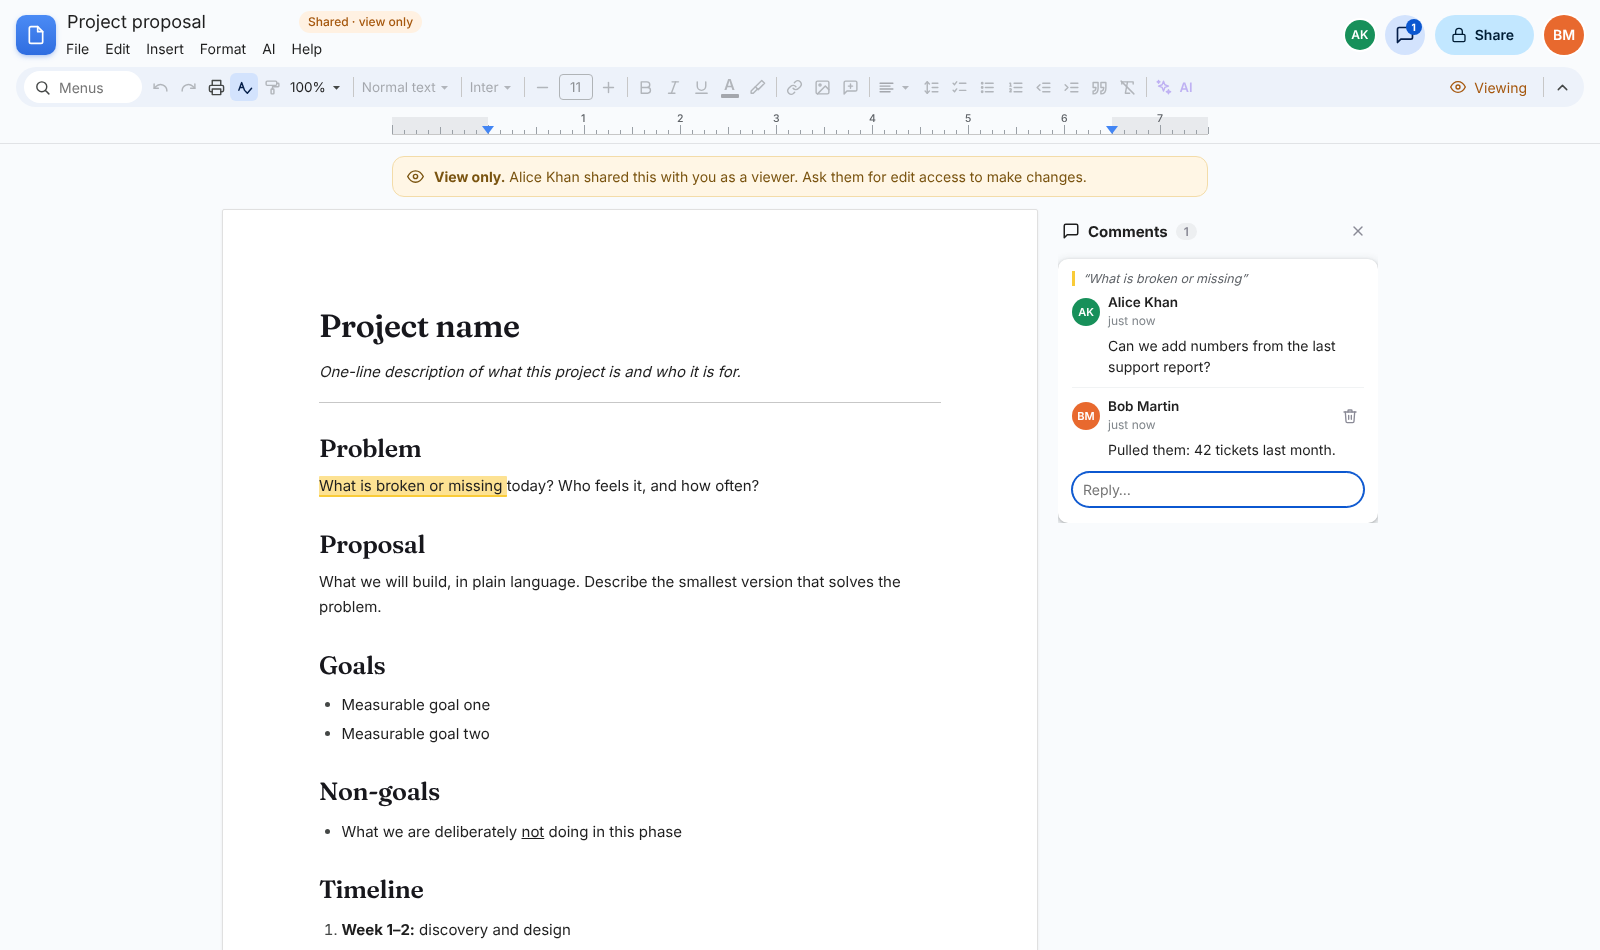 Project proposal
Shared · view only
File Edit Insert Format AI Help
AK
1
Share
BM
Menus
100%
Normal text
Inter
11
B I U A
AI
Viewing
1 2 3 4 5 6 7
View only. Alice Khan shared this with you as a viewer. Ask them for edit access to make changes.
Project name
One-line description of what this project is and who it is for.
Problem
What is broken or missing today? Who feels it, and how often?
Proposal
What we will build, in plain language. Describe the smallest version that solves the
problem.
Goals
• Measurable goal one
• Measurable goal two
Non-goals
• What we are deliberately not doing in this phase
Timeline
1. Week 1–2: discovery and design
Comments 1
“What is broken or missing”
AK
Alice Khan
just now
Can we add numbers from the last
support report?
BM
Bob Martin
just now
Pulled them: 42 tickets last month.
Reply...